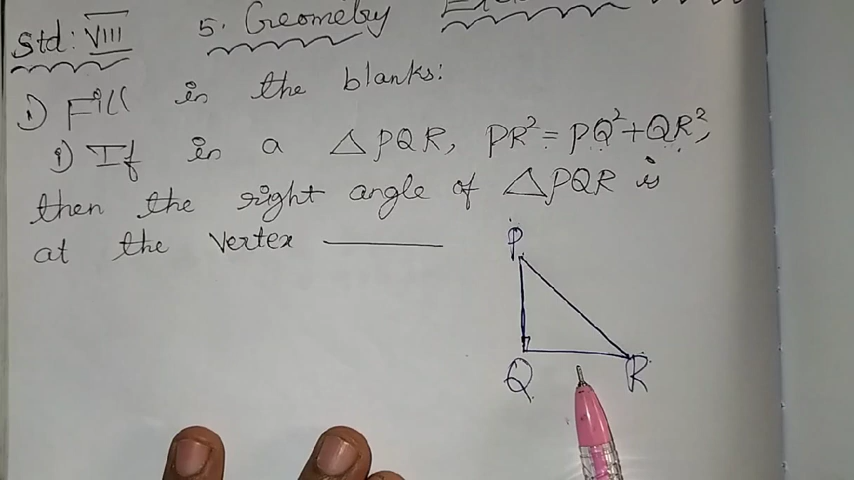 Std: VIII 5. Geometry
1) Fill in the blanks:
i) If in a △PQR, PR² = PQ² + QR²,
then the right angle of △PQR is
at the vertex ______
P
Q R